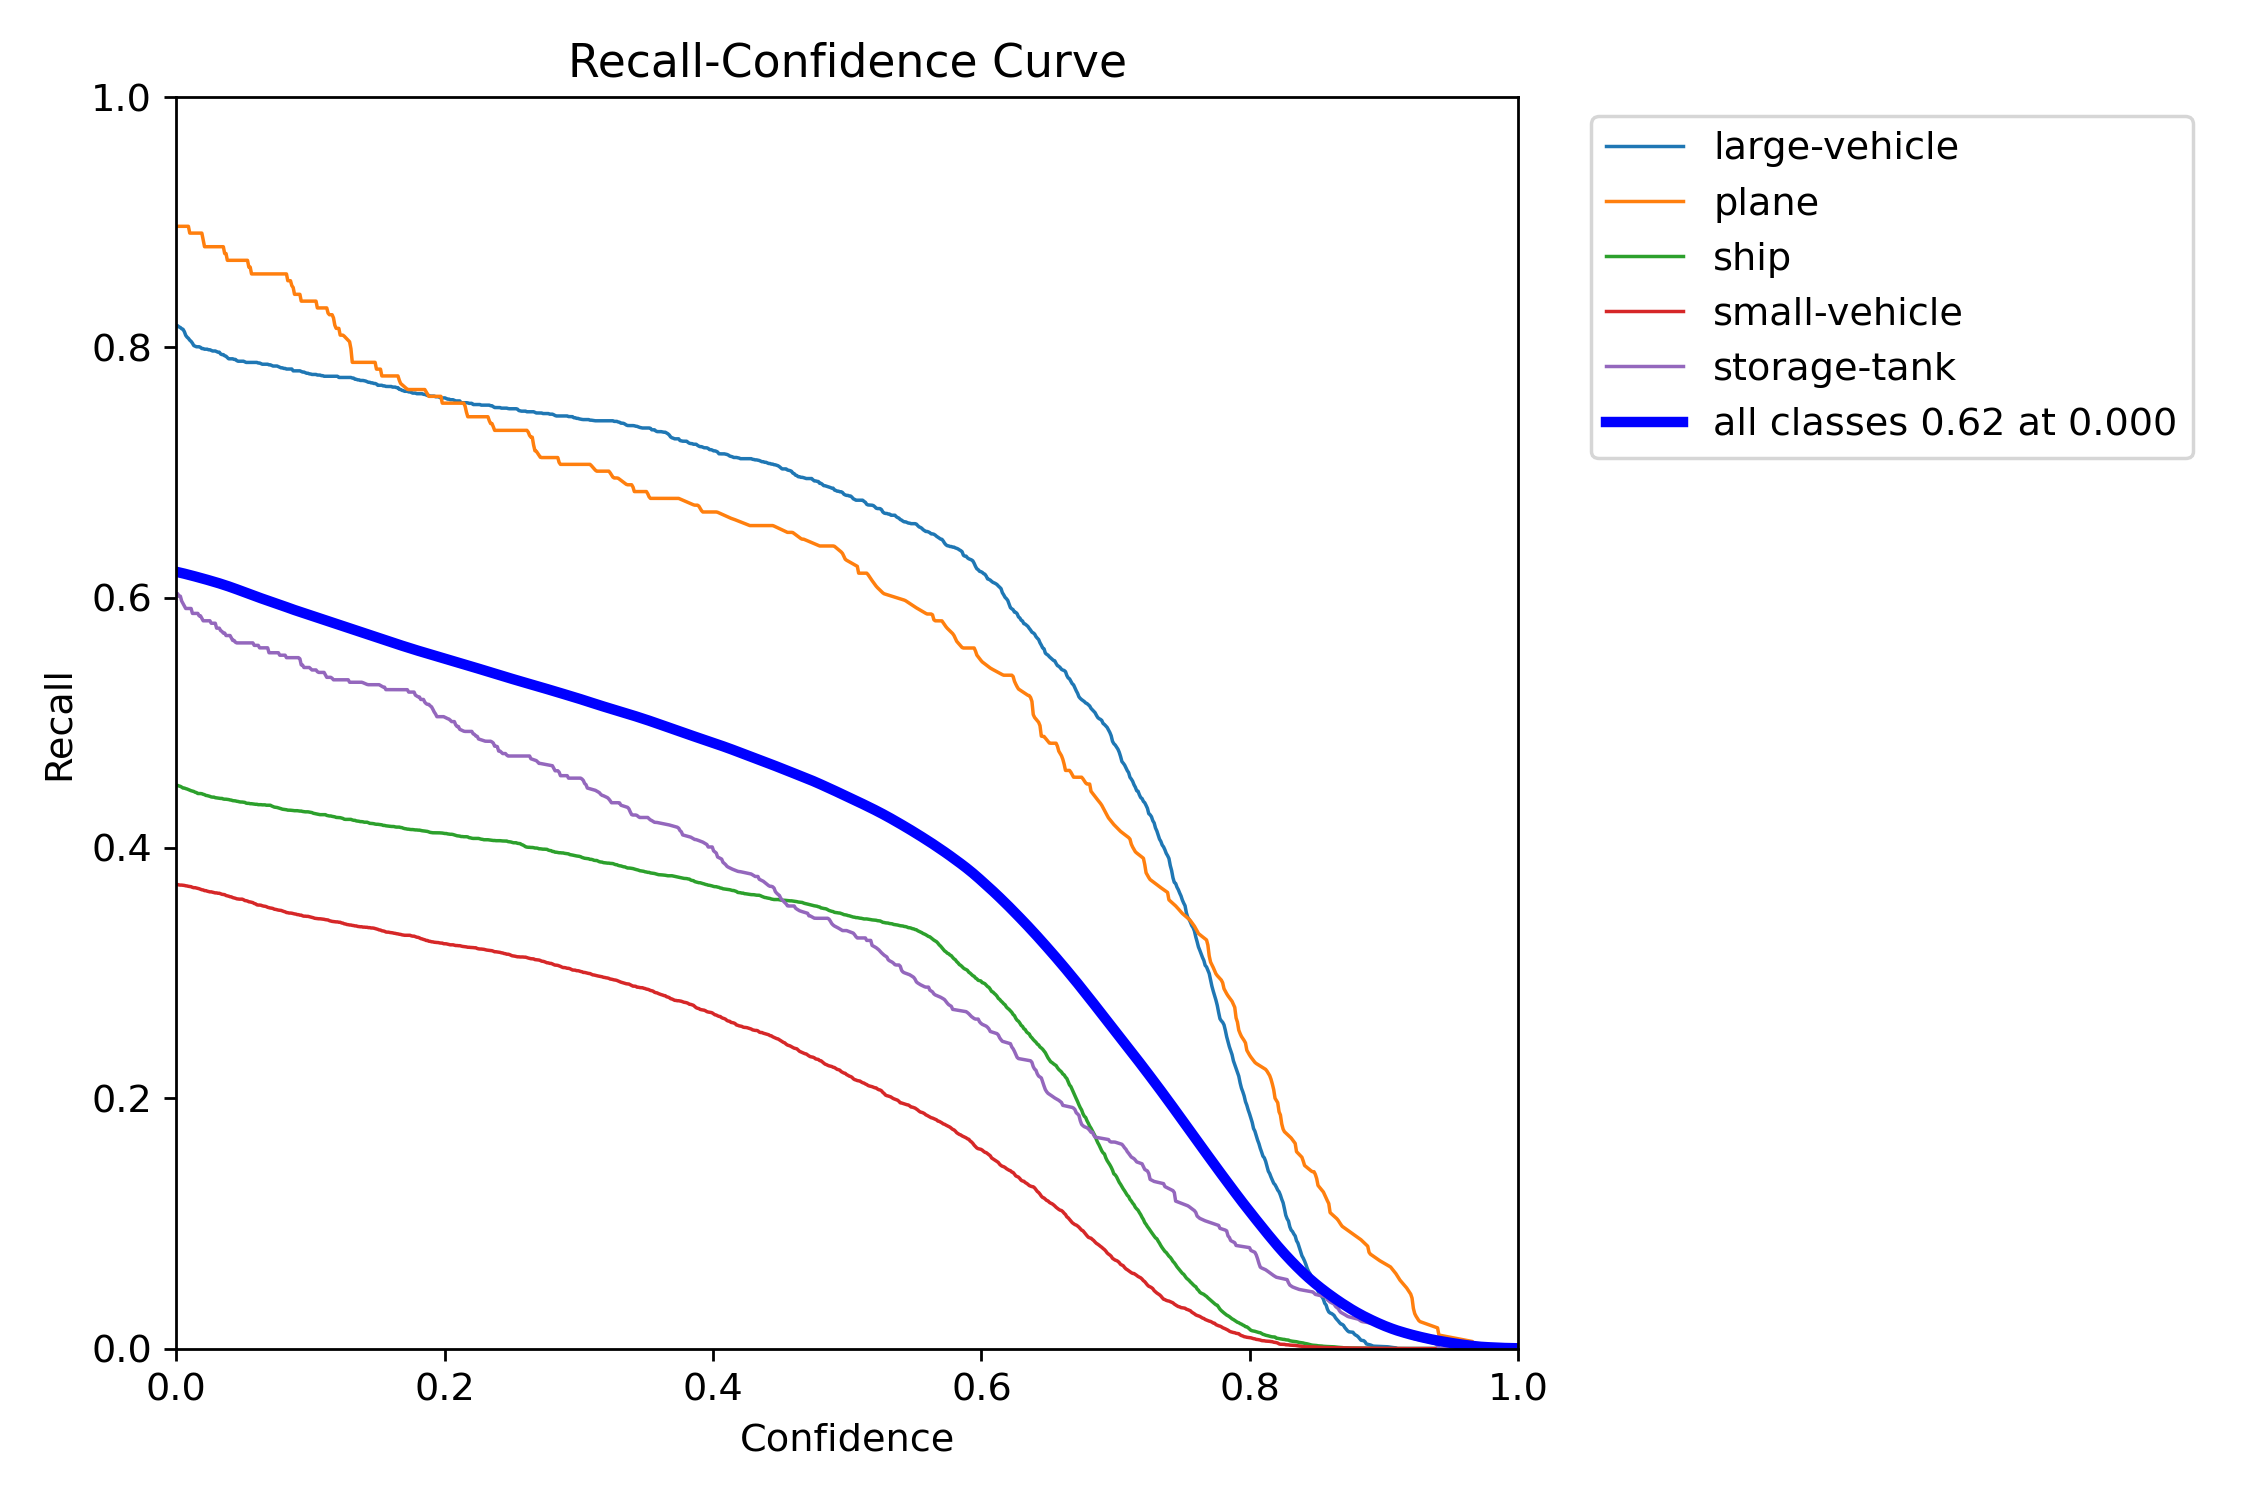 Recall-Confidence Curve
1.0
0.8
0.6
0.4
0.2
0.0
Recall
0.0 0.2 0.4 0.6 0.8 1.0
Confidence
large-vehicle
plane
ship
small-vehicle
storage-tank
all classes 0.62 at 0.000